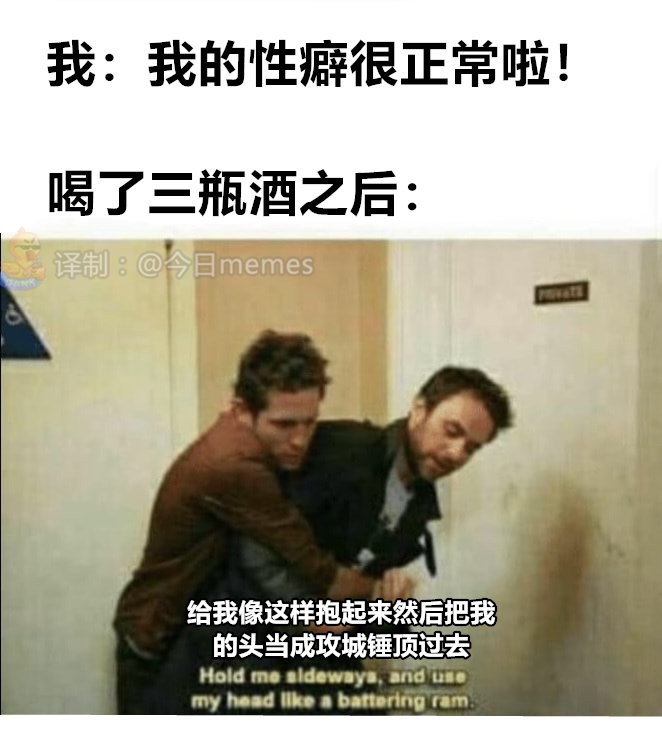 我：我的性癖很正常啦！
喝了三瓶酒之后：
译制：@今日memes
PRIVATE
给我像这样抱起来然后把我
的头当成攻城锤顶过去
Hold me sideways, and use
my head like a battering ram.